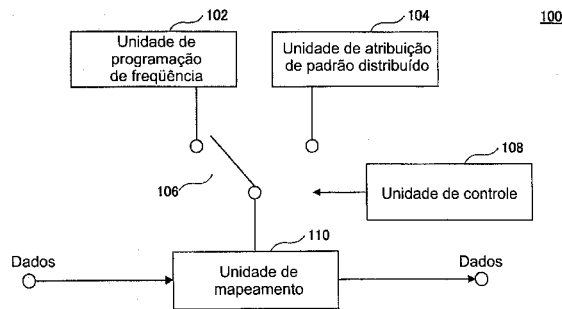 102
104
100
Unidade de
programação
de freqüência
Unidade de atribuição
de padrão distribuído
108
106
Unidade de controle
110
Dados
Unidade de
mapeamento
Dados